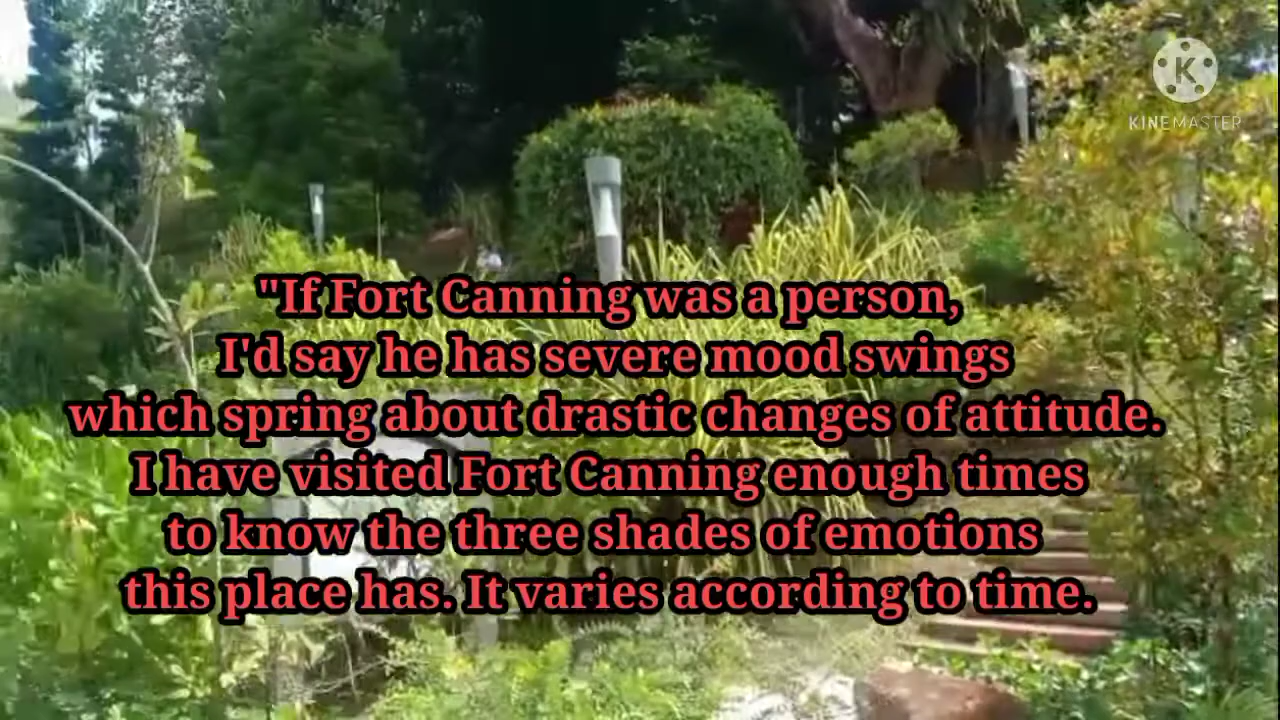 K
KINEMASTER
"If Fort Canning was a person,
I'd say he has severe mood swings
which spring about drastic changes of attitude.
I have visited Fort Canning enough times
to know the three shades of emotions
this place has. It varies according to time.